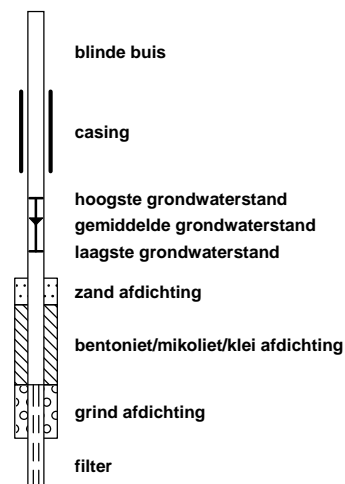 blinde buis
casing
hoogste grondwaterstand
gemiddelde grondwaterstand
laagste grondwaterstand
zand afdichting
bentoniet/mikoliet/klei afdichting
grind afdichting
filter